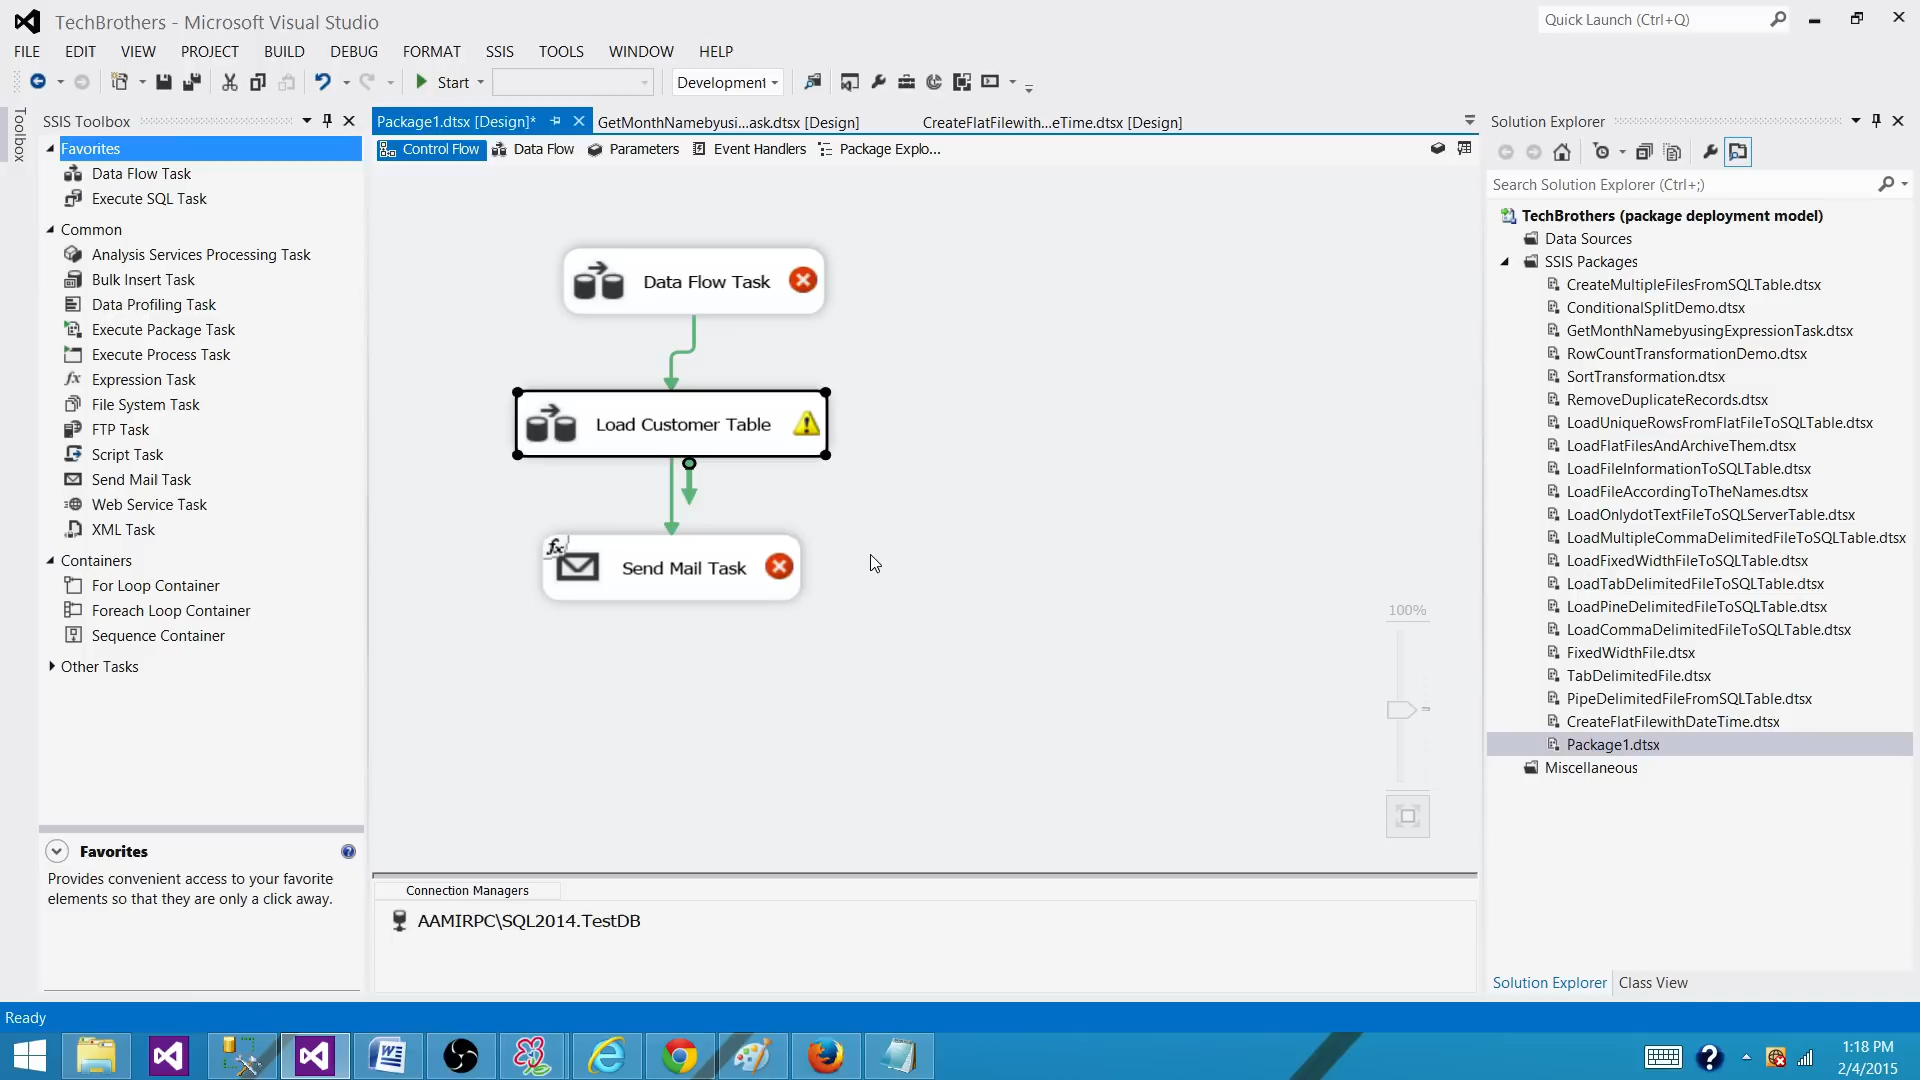 TechBrothers - Microsoft Visual Studio
Quick Launch (Ctrl+Q)
FILE EDIT VIEW PROJECT BUILD DEBUG FORMAT SSIS TOOLS WINDOW HELP
Start
Development
Toolbox
SSIS Toolbox
Favorites
Data Flow Task
Execute SQL Task
Common
Analysis Services Processing Task
Bulk Insert Task
Data Profiling Task
Execute Package Task
Execute Process Task
Expression Task
File System Task
FTP Task
Script Task
Send Mail Task
Web Service Task
XML Task
Containers
For Loop Container
Foreach Loop Container
Sequence Container
Other Tasks
Favorites
Provides convenient access to your favorite
elements so that they are only a click away.
Package1.dtsx [Design]*
GetMonthNamebyusi...ask.dtsx [Design]
CreateFlatFilewith...eTime.dtsx [Design]
Control Flow
Data Flow
Parameters
Event Handlers
Package Explo...
Data Flow Task
Load Customer Table
fx
Send Mail Task
100%
Connection Managers
AAMIRPC\SQL2014.TestDB
Solution Explorer
Search Solution Explorer (Ctrl+;)
TechBrothers (package deployment model)
Data Sources
SSIS Packages
CreateMultipleFilesFromSQLTable.dtsx
ConditionalSplitDemo.dtsx
GetMonthNamebyusingExpressionTask.dtsx
RowCountTransformationDemo.dtsx
SortTransformation.dtsx
RemoveDuplicateRecords.dtsx
LoadUniqueRowsFromFlatFileToSQLTable.dtsx
LoadFlatFilesAndArchiveThem.dtsx
LoadFileInformationToSQLTable.dtsx
LoadFileAccordingToTheNames.dtsx
LoadOnlydotTextFileToSQLServerTable.dtsx
LoadMultipleCommaDelimitedFileToSQLTable.dtsx
LoadFixedWidthFileToSQLTable.dtsx
LoadTabDelimitedFileToSQLTable.dtsx
LoadPineDelimitedFileToSQLTable.dtsx
LoadCommaDelimitedFileToSQLTable.dtsx
FixedWidthFile.dtsx
TabDelimitedFile.dtsx
PipeDelimitedFileFromSQLTable.dtsx
CreateFlatFilewithDateTime.dtsx
Package1.dtsx
Miscellaneous
Solution Explorer
Class View
Ready
1:18 PM
2/4/2015